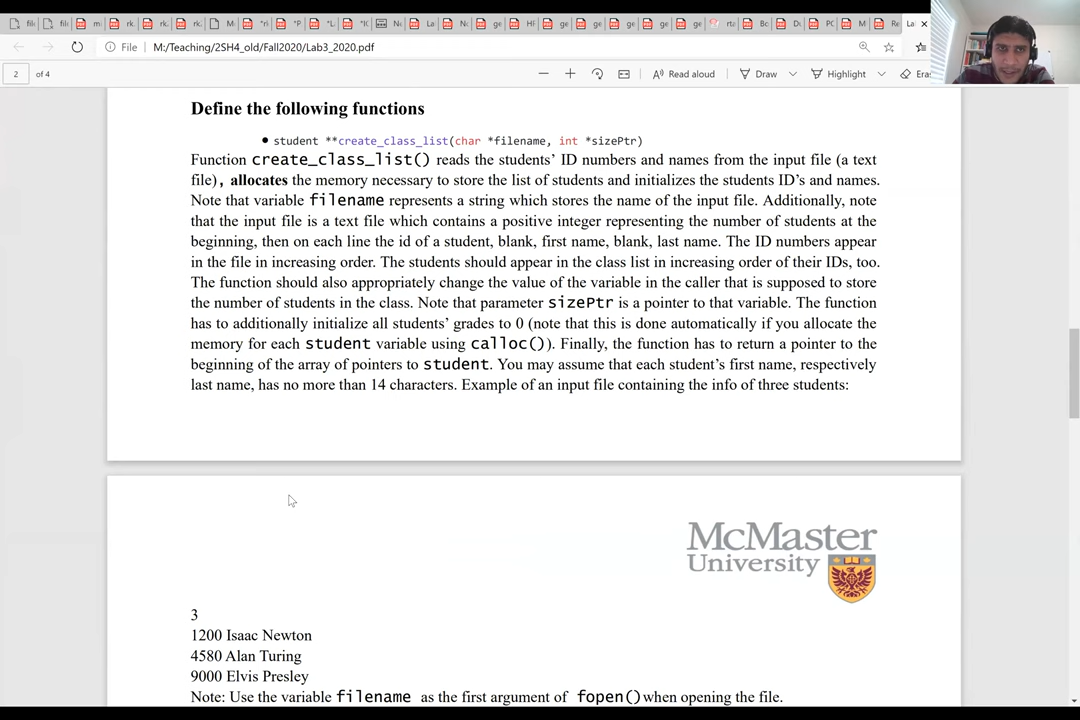 File M:/Teaching/2SH4_old/Fall2020/Lab3_2020.pdf
2 of 4
Read aloud Draw Highlight Eras
Define the following functions
• student **create_class_list(char *filename, int *sizePtr)
Function create_class_list() reads the students’ ID numbers and names from the input file (a text
file), allocates the memory necessary to store the list of students and initializes the students ID’s and names.
Note that variable filename represents a string which stores the name of the input file. Additionally, note
that the input file is a text file which contains a positive integer representing the number of students at the
beginning, then on each line the id of a student, blank, first name, blank, last name. The ID numbers appear
in the file in increasing order. The students should appear in the class list in increasing order of their IDs, too.
The function should also appropriately change the value of the variable in the caller that is supposed to store
the number of students in the class. Note that parameter sizePtr is a pointer to that variable. The function
has to additionally initialize all students’ grades to 0 (note that this is done automatically if you allocate the
memory for each student variable using calloc()). Finally, the function has to return a pointer to the
beginning of the array of pointers to student. You may assume that each student’s first name, respectively
last name, has no more than 14 characters. Example of an input file containing the info of three students:
McMaster
University
3
1200 Isaac Newton
4580 Alan Turing
9000 Elvis Presley
Note: Use the variable filename as the first argument of fopen() when opening the file.